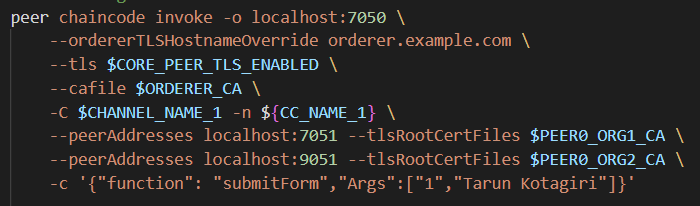 peer chaincode invoke -o localhost:7050 \
--ordererTLSHostnameOverride orderer.example.com \
--tls $CORE_PEER_TLS_ENABLED \
--cafile $ORDERER_CA \
-C $CHANNEL_NAME_1 -n ${CC_NAME_1} \
--peerAddresses localhost:7051 --tlsRootCertFiles $PEER0_ORG1_CA \
--peerAddresses localhost:9051 --tlsRootCertFiles $PEER0_ORG2_CA \
-c '{"function": "submitForm","Args":["1","Tarun Kotagiri"]}'